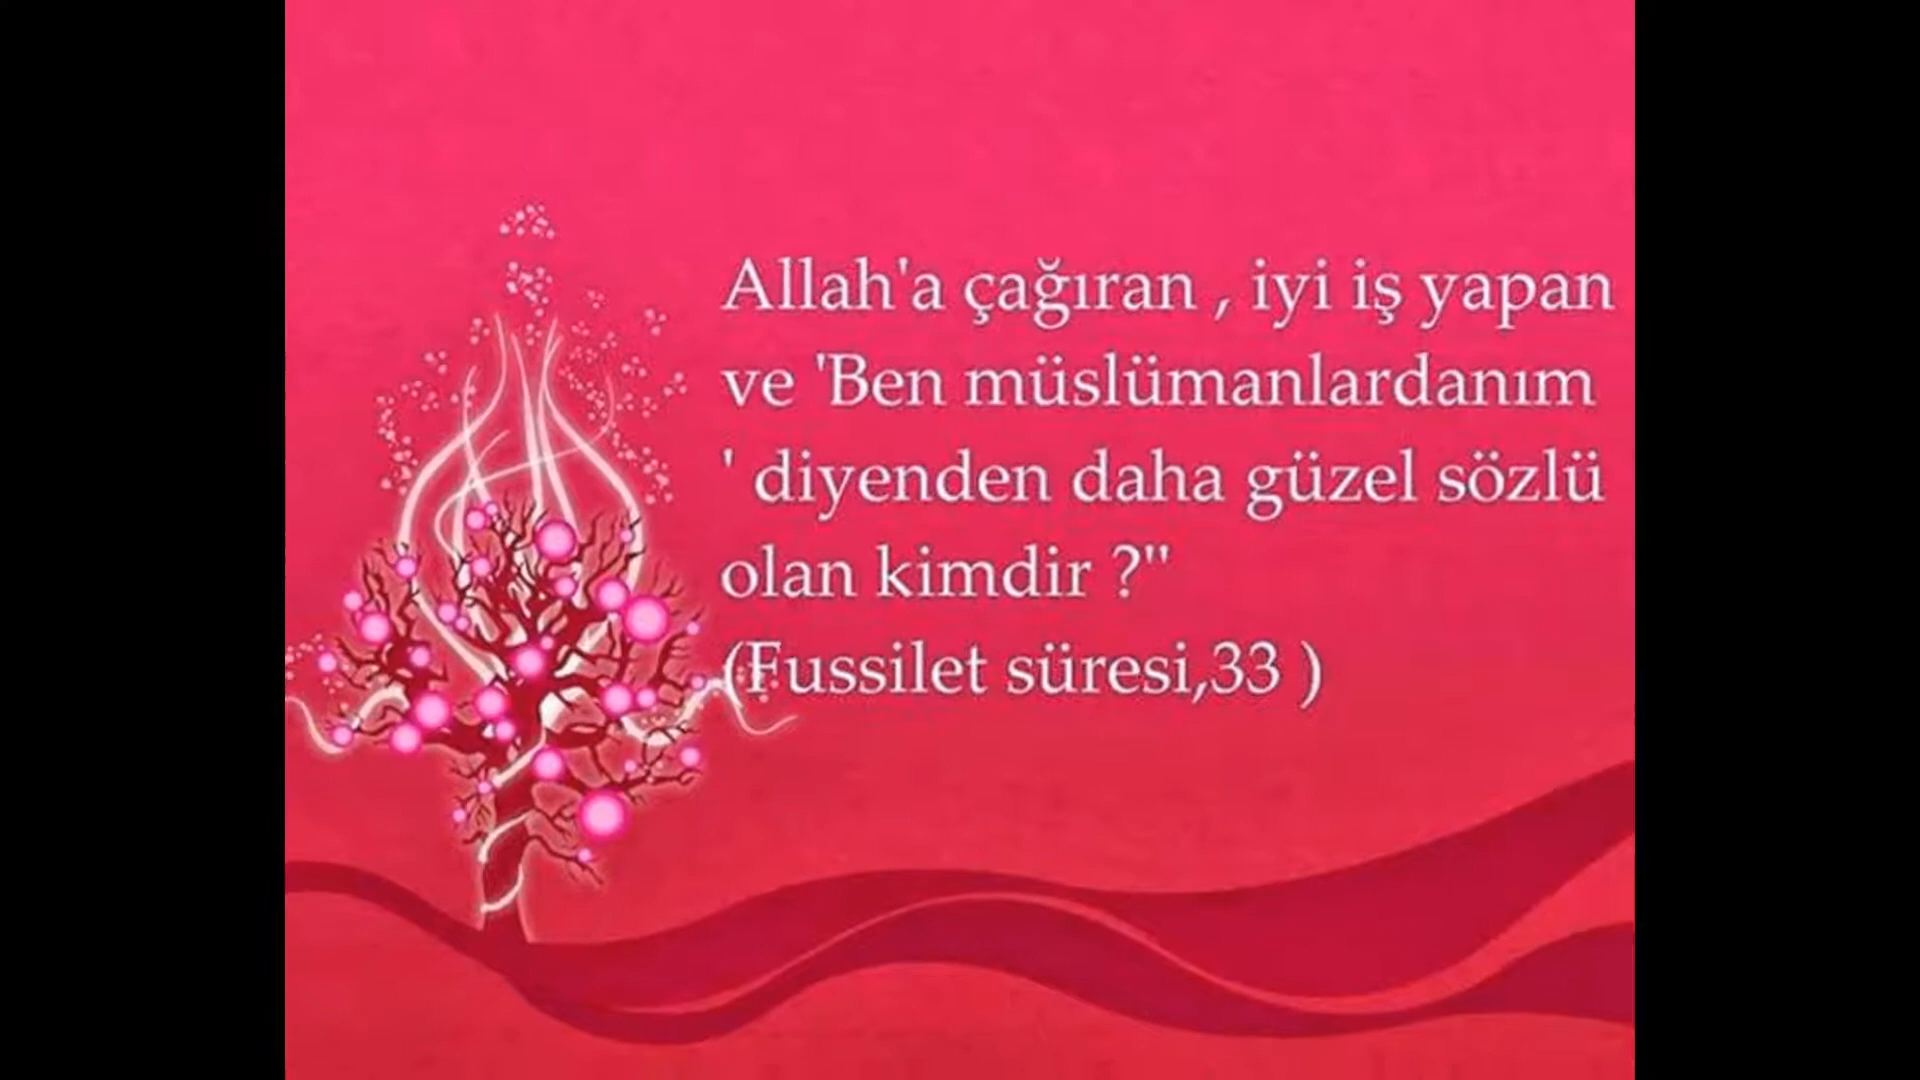 Allah'a çağıran , iyi iş yapan
ve 'Ben müslümanlardanım
' diyenden daha güzel sözlü
olan kimdir ?"
(Fussilet süresi,33 )